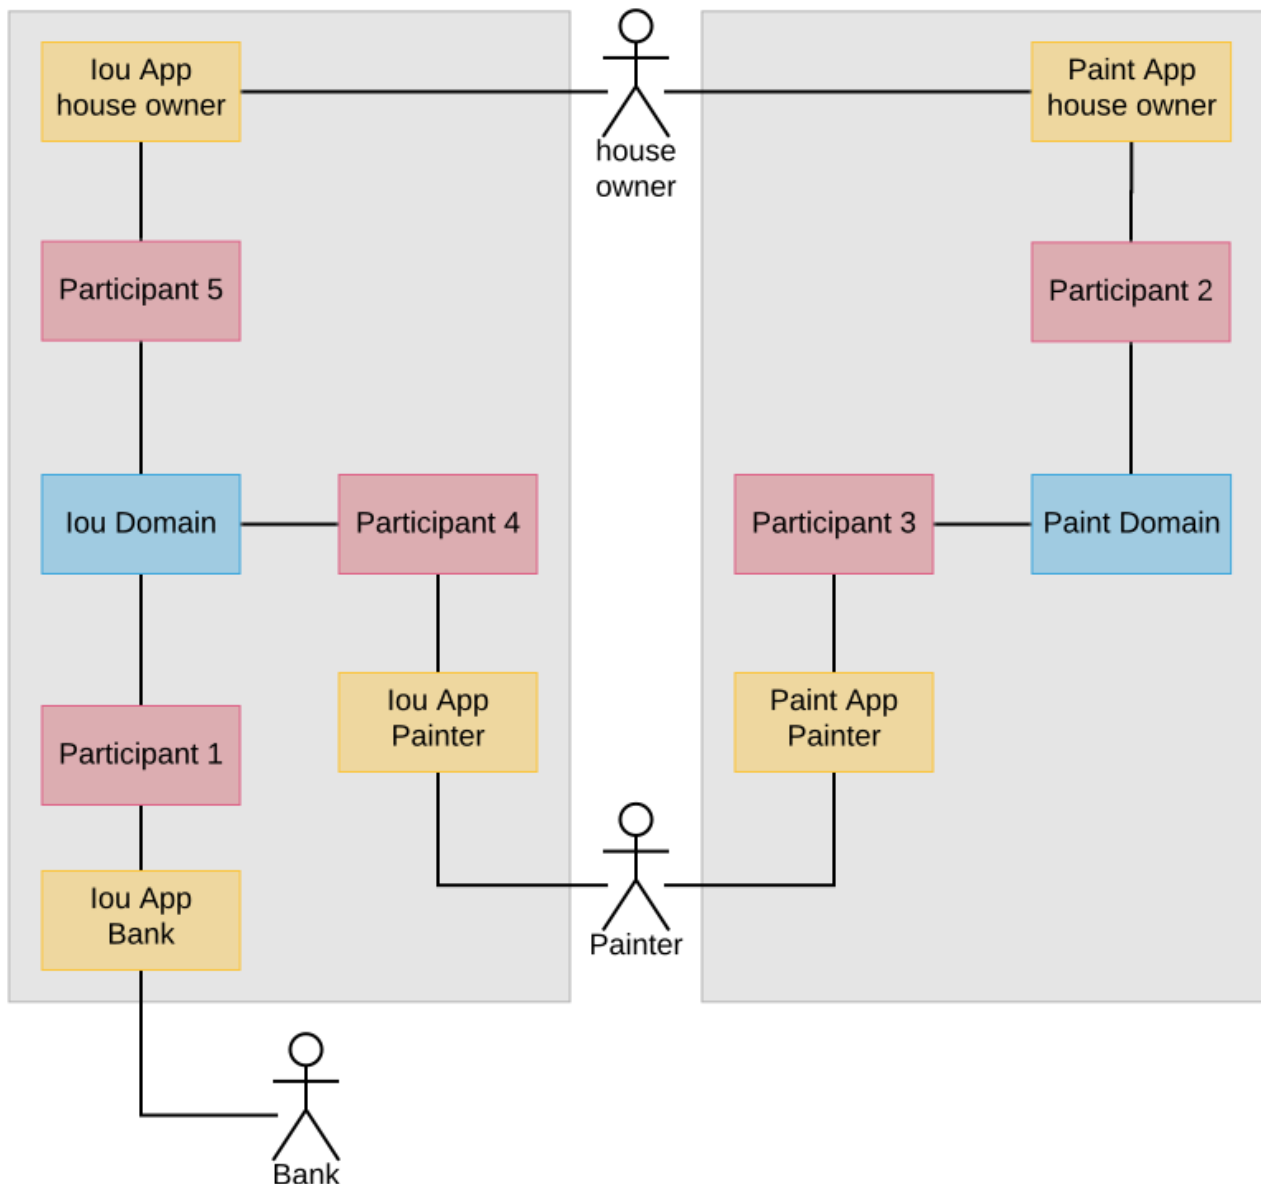 Iou App
house owner
house
owner
Paint App
house owner
Participant 5
Participant 2
Iou Domain
Participant 4
Participant 3
Paint Domain
Iou App
Painter
Paint App
Painter
Participant 1
Iou App
Bank
Painter
Bank